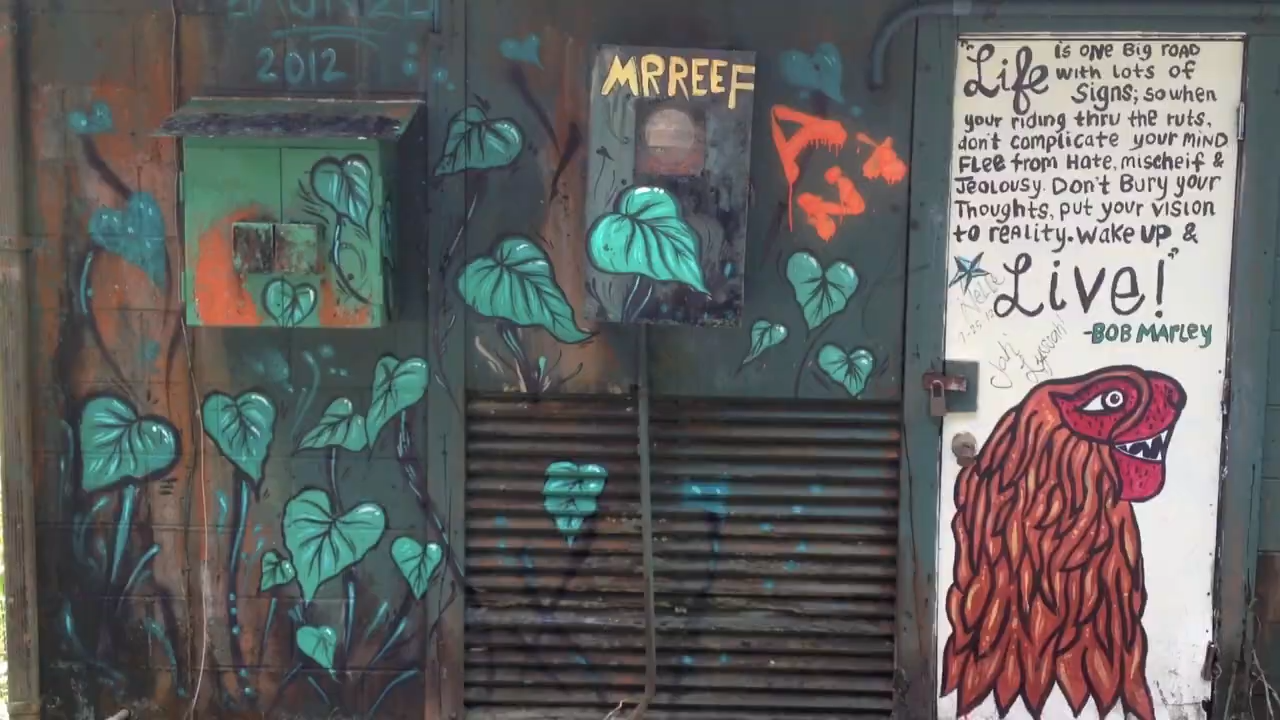 2012
MRREEF
"Life is one Big ROAD
with lots of
Signs; so when
your riding thru the ruts,
don't complicate your MIND
Flee from Hate, mischeif &
Jealousy. Don't Bury your
Thoughts, put your vision
to reality. Wake UP &
Live!"
-BOB MARLEY